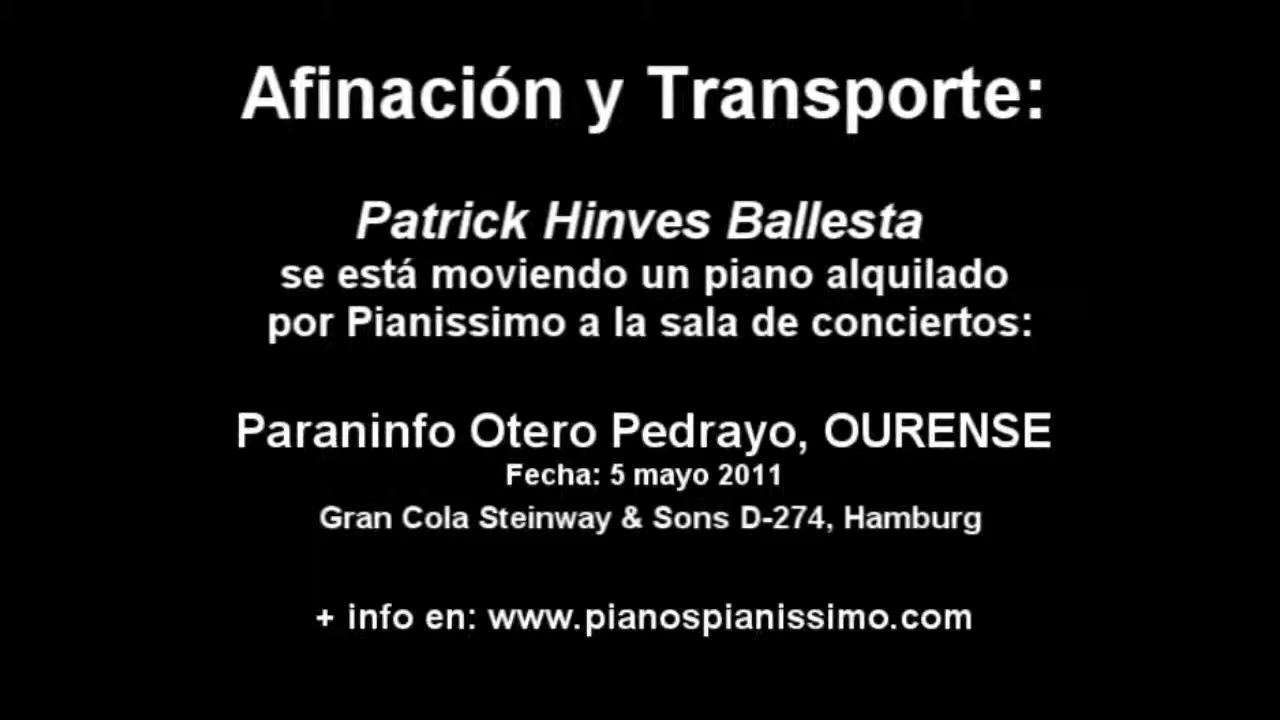 Afinación y Transporte:
Patrick Hinves Ballesta
se está moviendo un piano alquilado
por Pianissimo a la sala de conciertos:
Paraninfo Otero Pedrayo, OURENSE
Fecha: 5 mayo 2011
Gran Cola Steinway & Sons D-274, Hamburg
+ info en: www.pianospianissimo.com